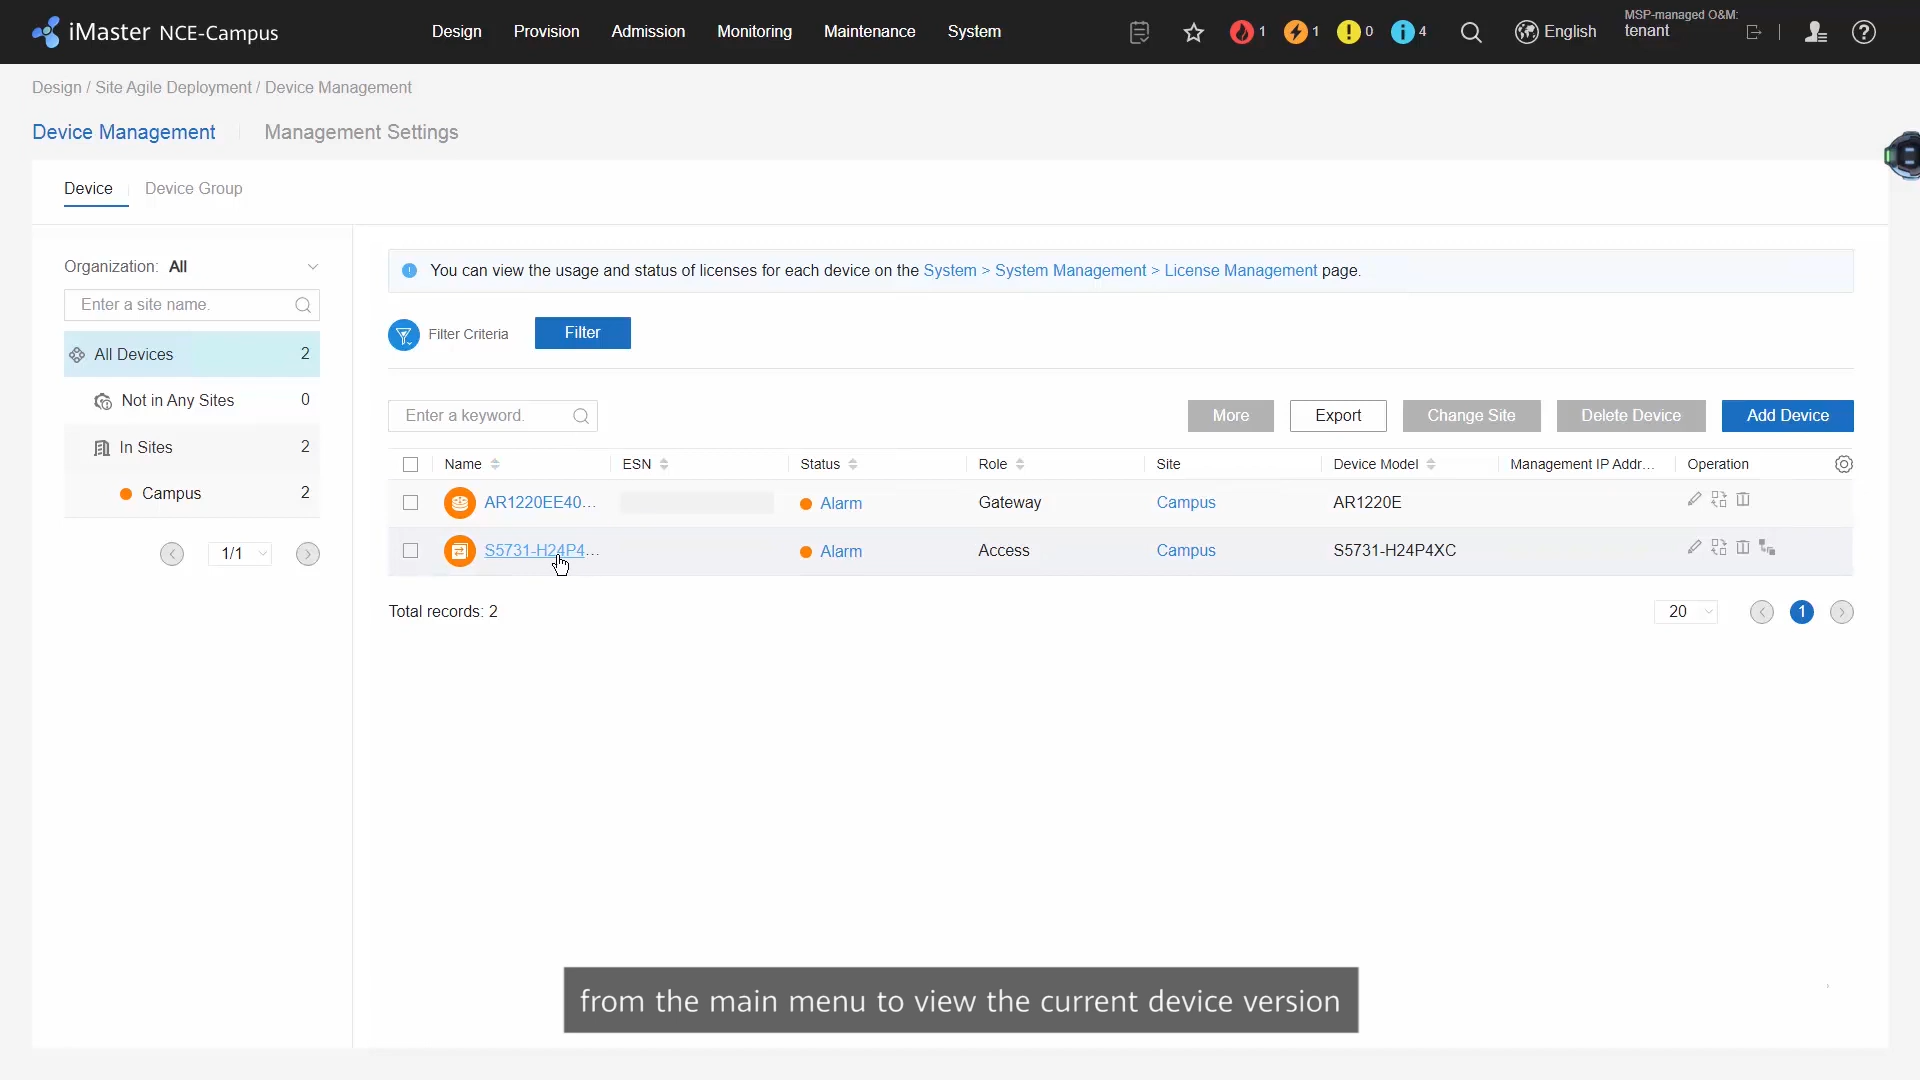 iMaster NCE-Campus
Design Provision Admission Monitoring Maintenance System
1 1 0 4
English
MSP-managed O&M:
tenant
Design / Site Agile Deployment / Device Management
Device Management Management Settings
Device Device Group
Organization: All
Enter a site name.
All Devices 2
Not in Any Sites 0
In Sites 2
Campus 2
1/1
You can view the usage and status of licenses for each device on the System > System Management > License Management page.
Filter Criteria Filter
Enter a keyword. More Export Change Site Delete Device Add Device
Name ESN Status Role Site Device Model Management IP Addr... Operation
AR1220EE40... Alarm Gateway Campus AR1220E
S5731-H24P4... Alarm Access Campus S5731-H24P4XC
Total records: 2 20 1
from the main menu to view the current device version